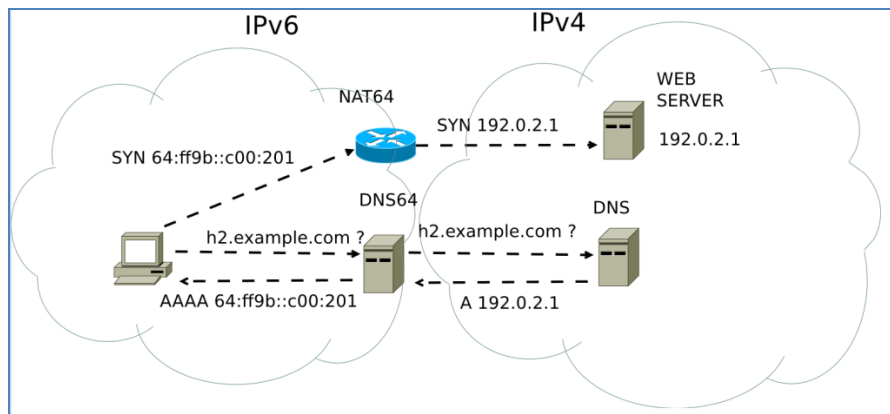 IPv6
IPv4
NAT64
WEB
SERVER
SYN 192.0.2.1
192.0.2.1
SYN 64:ff9b::c00:201
DNS64
DNS
h2.example.com ?
h2.example.com ?
AAAA 64:ff9b::c00:201
A 192.0.2.1